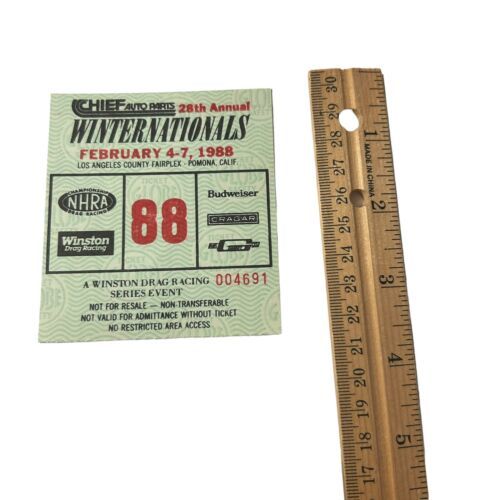 CHIEF AUTO PARTS 28th Annual
WINTERNATIONALS
FEBRUARY 4-7, 1988
LOS ANGELES COUNTY FAIRPLEX - POMONA, CALIF.
CHAMPIONSHIP
NHRA
DRAG RACING
Winston
Drag Racing
88
Budweiser
CRAGAR
A WINSTON DRAG RACING 004691
SERIES EVENT
NOT FOR RESALE — NON-TRANSFERABLE
NOT VALID FOR ADMITTANCE WITHOUT TICKET
NO RESTRICTED AREA ACCESS
30 29 28 27 26 25 24 23 22 21 20 19 18 17
MADE IN CHINA
1 2 3 4 5